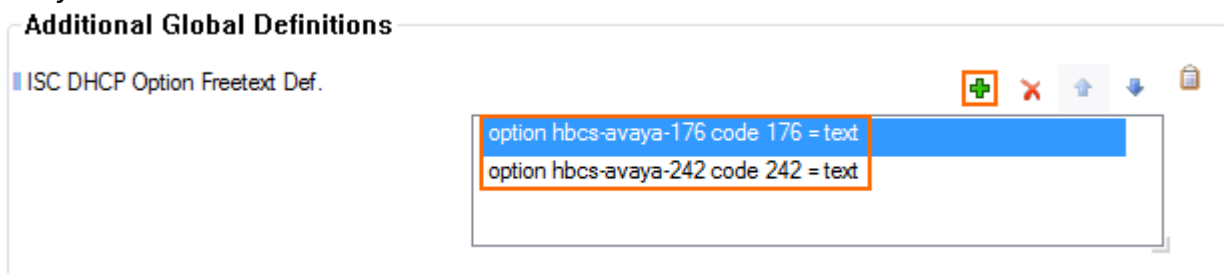 Additional Global Definitions
ISC DHCP Option Freetext Def.
option hbcs-avaya-176 code 176 = text
option hbcs-avaya-242 code 242 = text